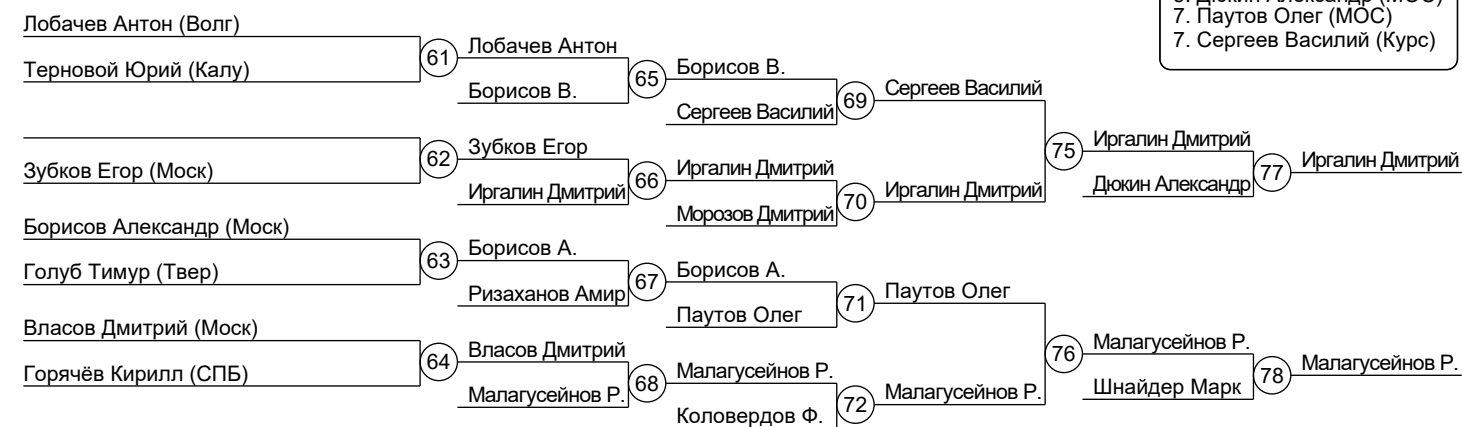 5. Дюкин Александр (МОС)
7. Паутов Олег (МОС)
7. Сергеев Василий (Курс)
Лобачев Антон (Волг)
Терновой Юрий (Калу)
61
Лобачев Антон
Борисов В.
65
Борисов В.
Сергеев Василий
69
Сергеев Василий
Зубков Егор (Моск)
62
Зубков Егор
Иргалин Дмитрий
66
Иргалин Дмитрий
Морозов Дмитрий
70
Иргалин Дмитрий
75
Иргалин Дмитрий
Дюкин Александр
77
Иргалин Дмитрий
Борисов Александр (Моск)
Голуб Тимур (Твер)
63
Борисов А.
Ризаханов Амир
67
Борисов А.
Паутов Олег
71
Паутов Олег
Власов Дмитрий (Моск)
Горячёв Кирилл (СПБ)
64
Власов Дмитрий
Малагусейнов Р.
68
Малагусейнов Р.
Коловердов Ф.
72
Малагусейнов Р.
76
Малагусейнов Р.
Шнайдер Марк
78
Малагусейнов Р.